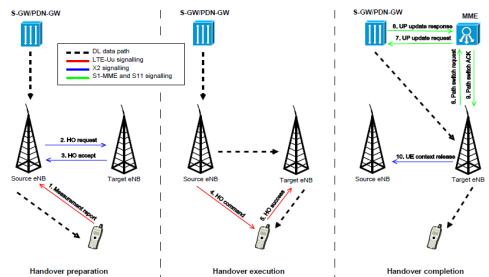 S-GW/PDN-GW
DL data path
LTE-Uu signalling
X2 signalling
S1-MME and S11 signalling
2. HO request
3. HO accept
Source eNB
Target eNB
1. Measurement report
Handover preparation
S-GW/PDN-GW
Source eNB
Target eNB
4. HO command
5. HO success
Handover execution
S-GW/PDN-GW
MME
8. UP update response
7. UP update request
6. Path switch request
9. Path switch ACK
10. UE context release
Source eNB
Target eNB
Handover completion